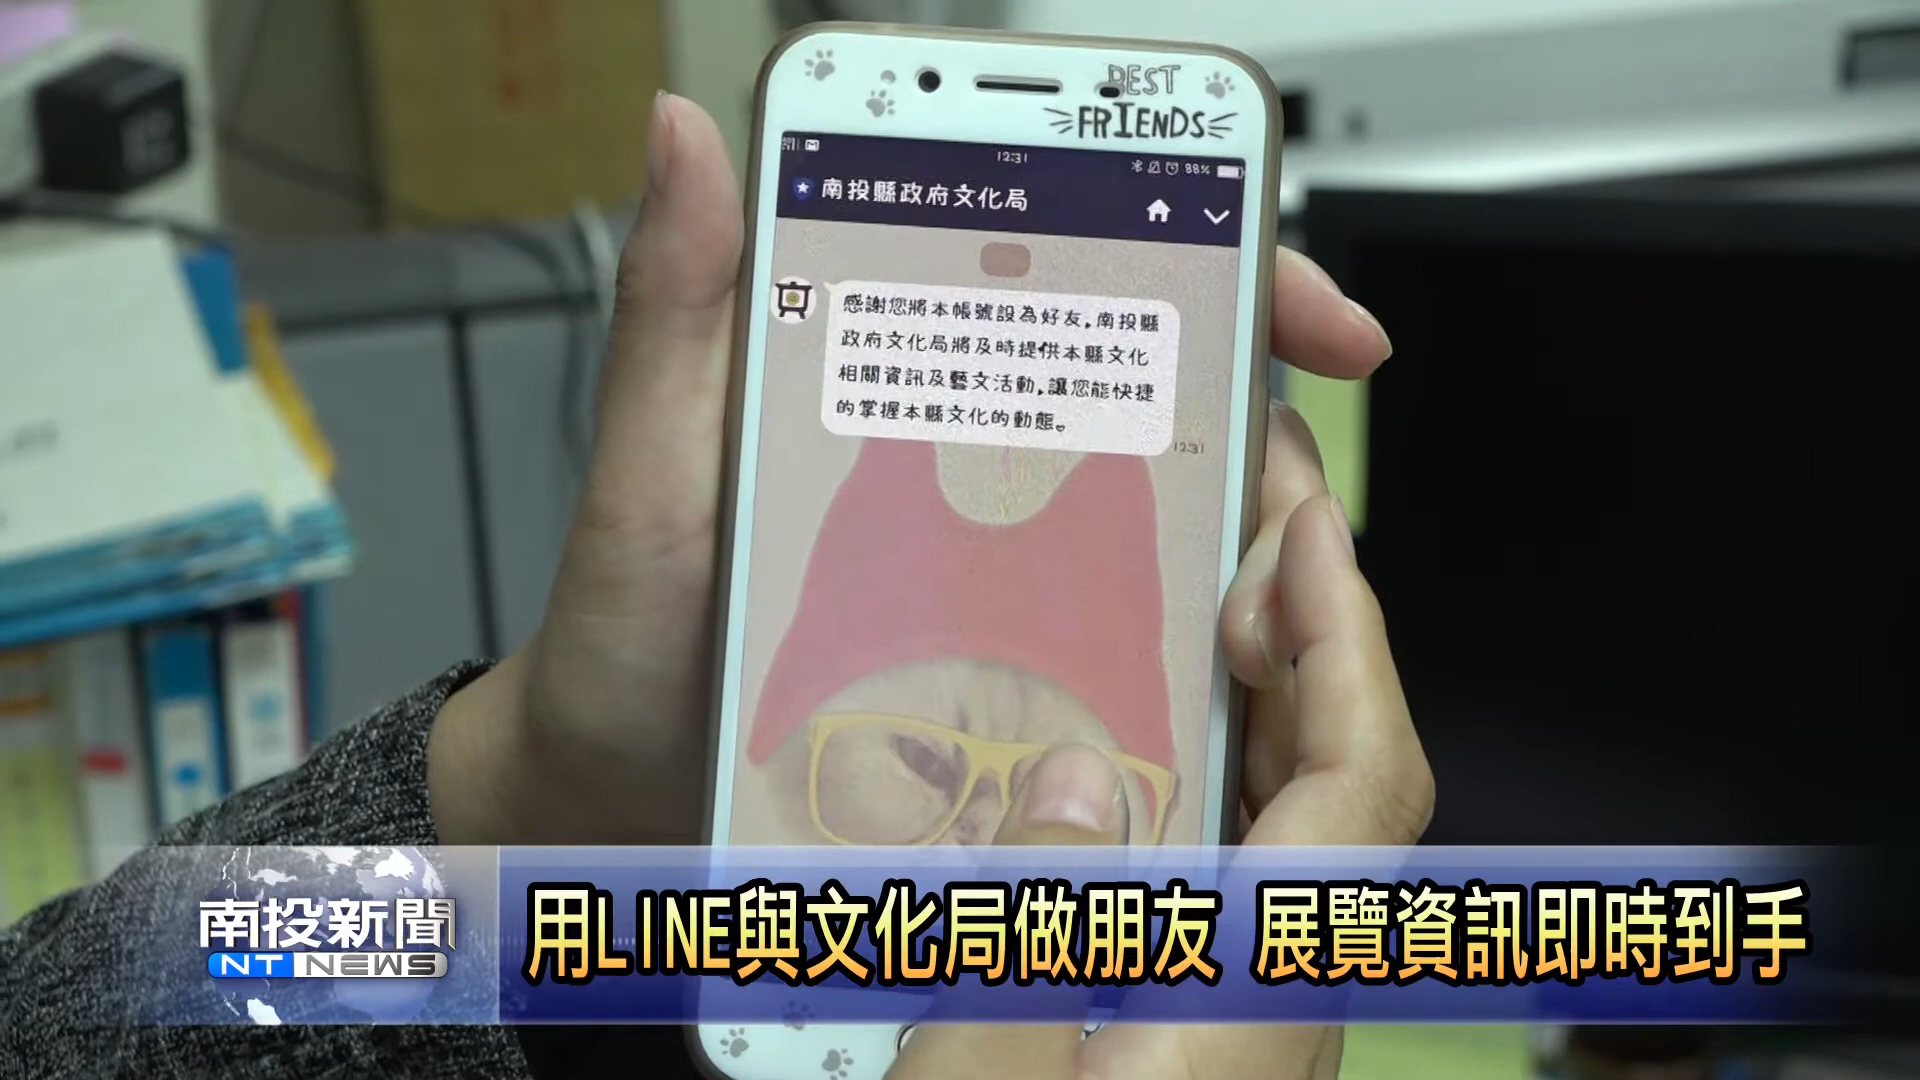 BEST
FRIENDS
12:31
88%
南投縣政府文化局
感謝您將本帳號設為好友,南投縣
政府文化局將及時提供本縣文化
相關資訊及藝文活動,讓您能快捷
的掌握本縣文化的動態。
12:31
南投新聞
NT NEWS
用LINE與文化局做朋友 展覽資訊即時到手